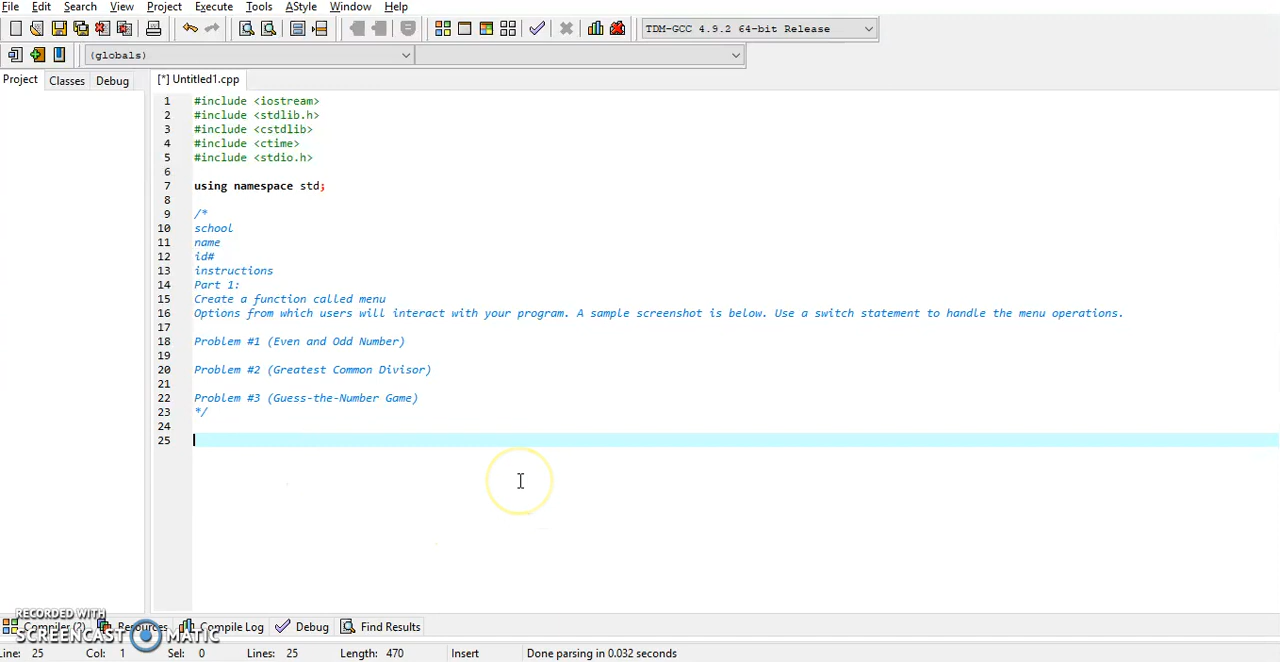 File Edit Search View Project Execute Tools AStyle Window Help
TDM-GCC 4.9.2 64-bit Release
(globals)
Project Classes Debug [*] Untitled1.cpp
1 #include <iostream>
2 #include <stdlib.h>
3 #include <cstdlib>
4 #include <ctime>
5 #include <stdio.h>
6
7 using namespace std;
8
9 /*
10 school
11 name
12 id#
13 instructions
14 Part 1:
15 Create a function called menu
16 Options from which users will interact with your program. A sample screenshot is below. Use a switch statement to handle the menu operations.
17
18 Problem #1 (Even and Odd Number)
19
20 Problem #2 (Greatest Common Divisor)
21
22 Problem #3 (Guess-the-Number Game)
23 */
24
25
RECORDED WITH
Compiler (2) Resources Compile Log Debug Find Results
SCREENCAST MATIC
Line: 25 Col: 1 Sel: 0 Lines: 25 Length: 470 Insert Done parsing in 0.032 seconds